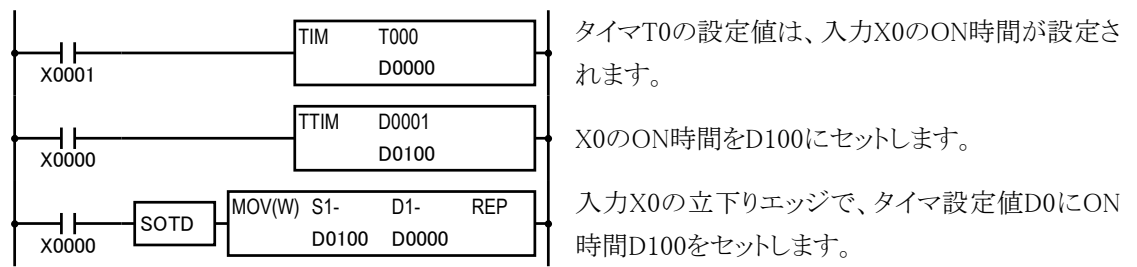 TIM T000
D0000
X0001
タイマT0の設定値は、入力X0のON時間が設定さ
れます。
TTIM D0001
D0100
X0000
X0のON時間をD100にセットします。
SOTD
MOV(W) S1- D1- REP
D0100 D0000
X0000
入力X0の立下りエッジで、タイマ設定値D0にON
時間D100をセットします。